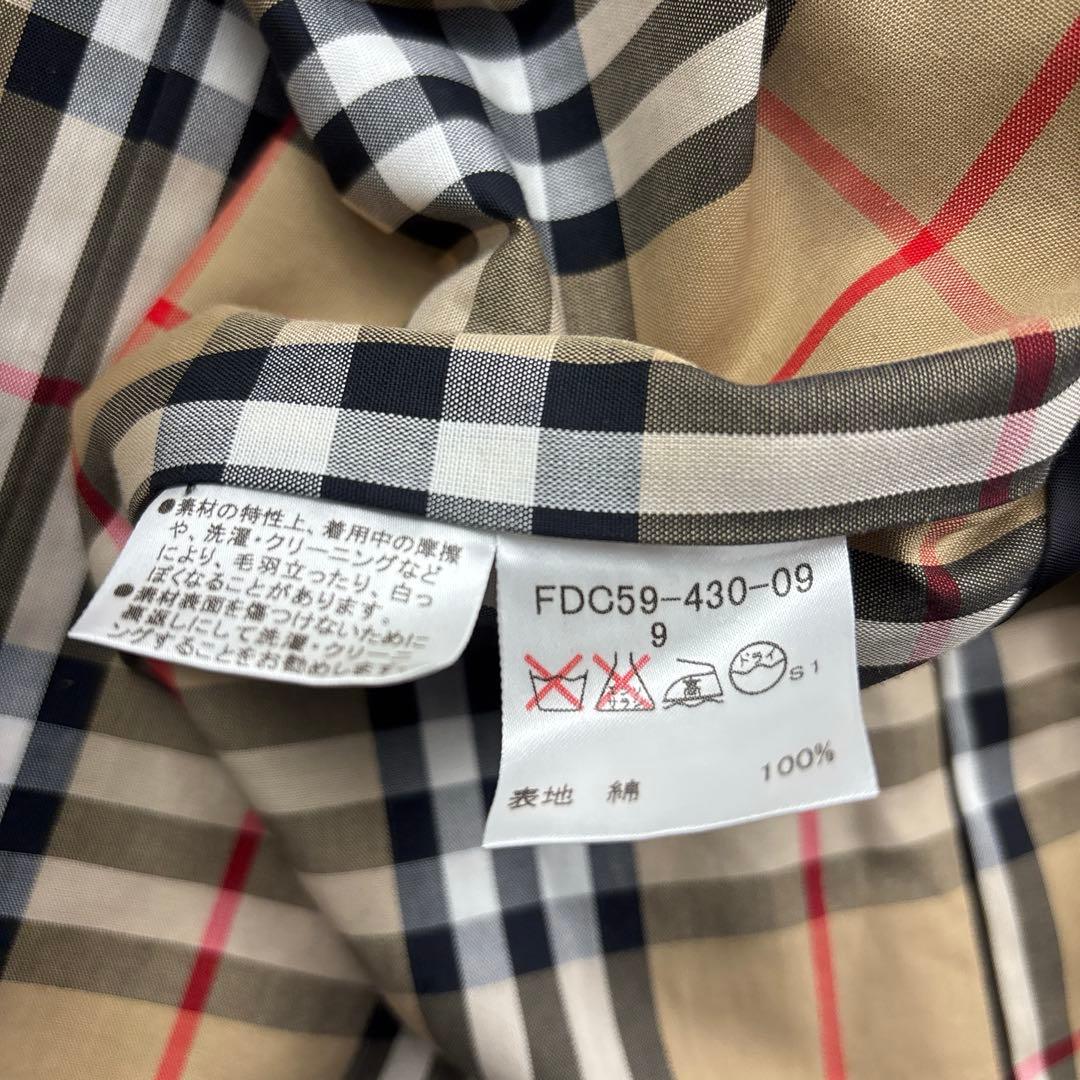 ●素材の特性上、着用中の摩擦
や、洗濯・クリーニングなど
により、毛羽立ったり、白っ
ぽくなることがあります。
●素材表面を傷つけないために
裏返しにして洗濯・クリーニ
ングすることをお勧めします
FDC59-430-09
9
サラシ
高
ドライ
S1
表地 綿 100%